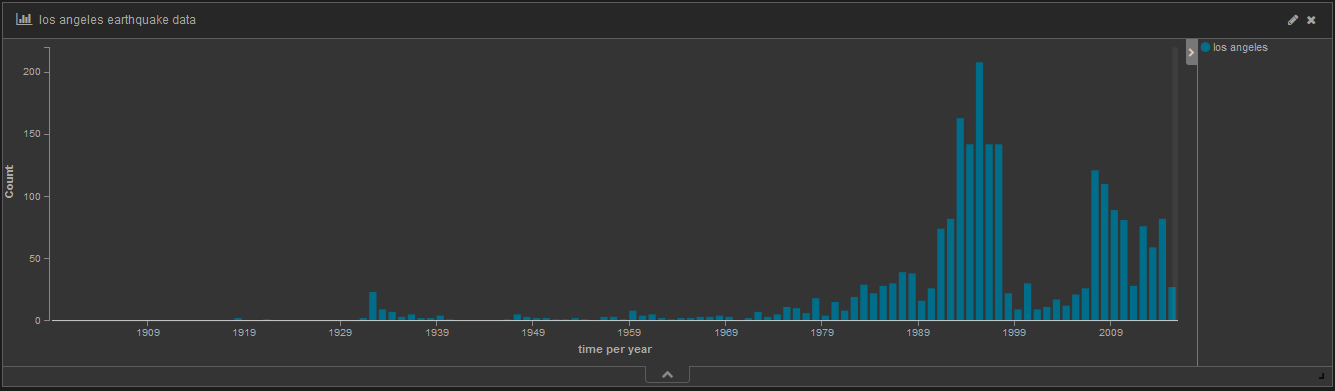 los angeles earthquake data
los angeles
Count
200
150
100
50
0
1909 1919 1929 1939 1949 1959 1969 1979 1989 1999 2009
time per year